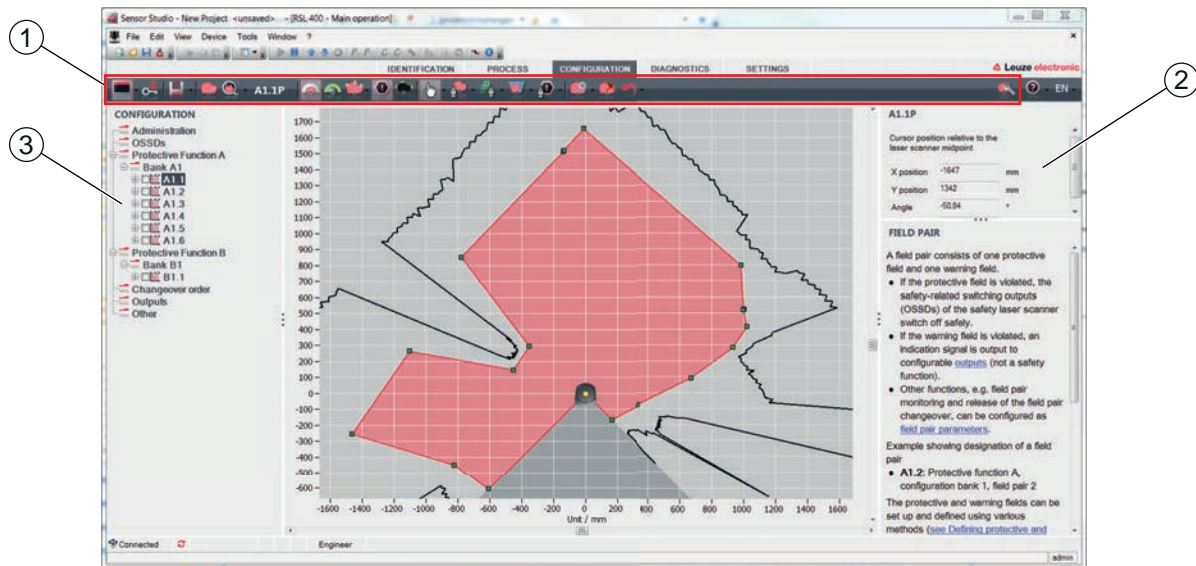 Sensor Studio - New Project <unsaved> - [RSL 400 - Main operation]
File Edit View Device Tools Window ?
IDENTIFICATION PROCESS CONFIGURATION DIAGNOSTICS SETTINGS
Leuze electronic
1
A1.1P
EN
2
3
CONFIGURATION
Administration
OSSDs
Protective Function A
Bank A1
A1.1
A1.2
A1.3
A1.4
A1.5
A1.6
Protective Function B
Bank B1
B1.1
Changeover order
Outputs
Other
1700
1600
1500
1400
1300
1200
1100
1000
900
800
700
600
500
400
300
200
100
0
-100
-200
-300
-400
-500
-600
-1600 -1400 -1200 -1000 -800 -600 -400 -200 0 200 400 600 800 1000 1200 1400 1600
Unt / mm
A1.1P
Cursor position relative to the
laser scanner midpoint
X position -1647 mm
Y position 1342 mm
Angle -50.84 °
FIELD PAIR
A field pair consists of one protective
field and one warning field.
• If the protective field is violated, the
safety-related switching outputs
(OSSDs) of the safety laser scanner
switch off safely.
• If the warning field is violated, an
indication signal is output to
configurable outputs (not a safety
function).
• Other functions, e.g. field pair
monitoring and release of the field pair
changeover, can be configured as
field pair parameters.
Example showing designation of a field
pair
• A1.2: Protective function A,
configuration bank 1, field pair 2
The protective and warning fields can be
set up and defined using various
methods (see Defining protective and
Connected
Engineer
admin